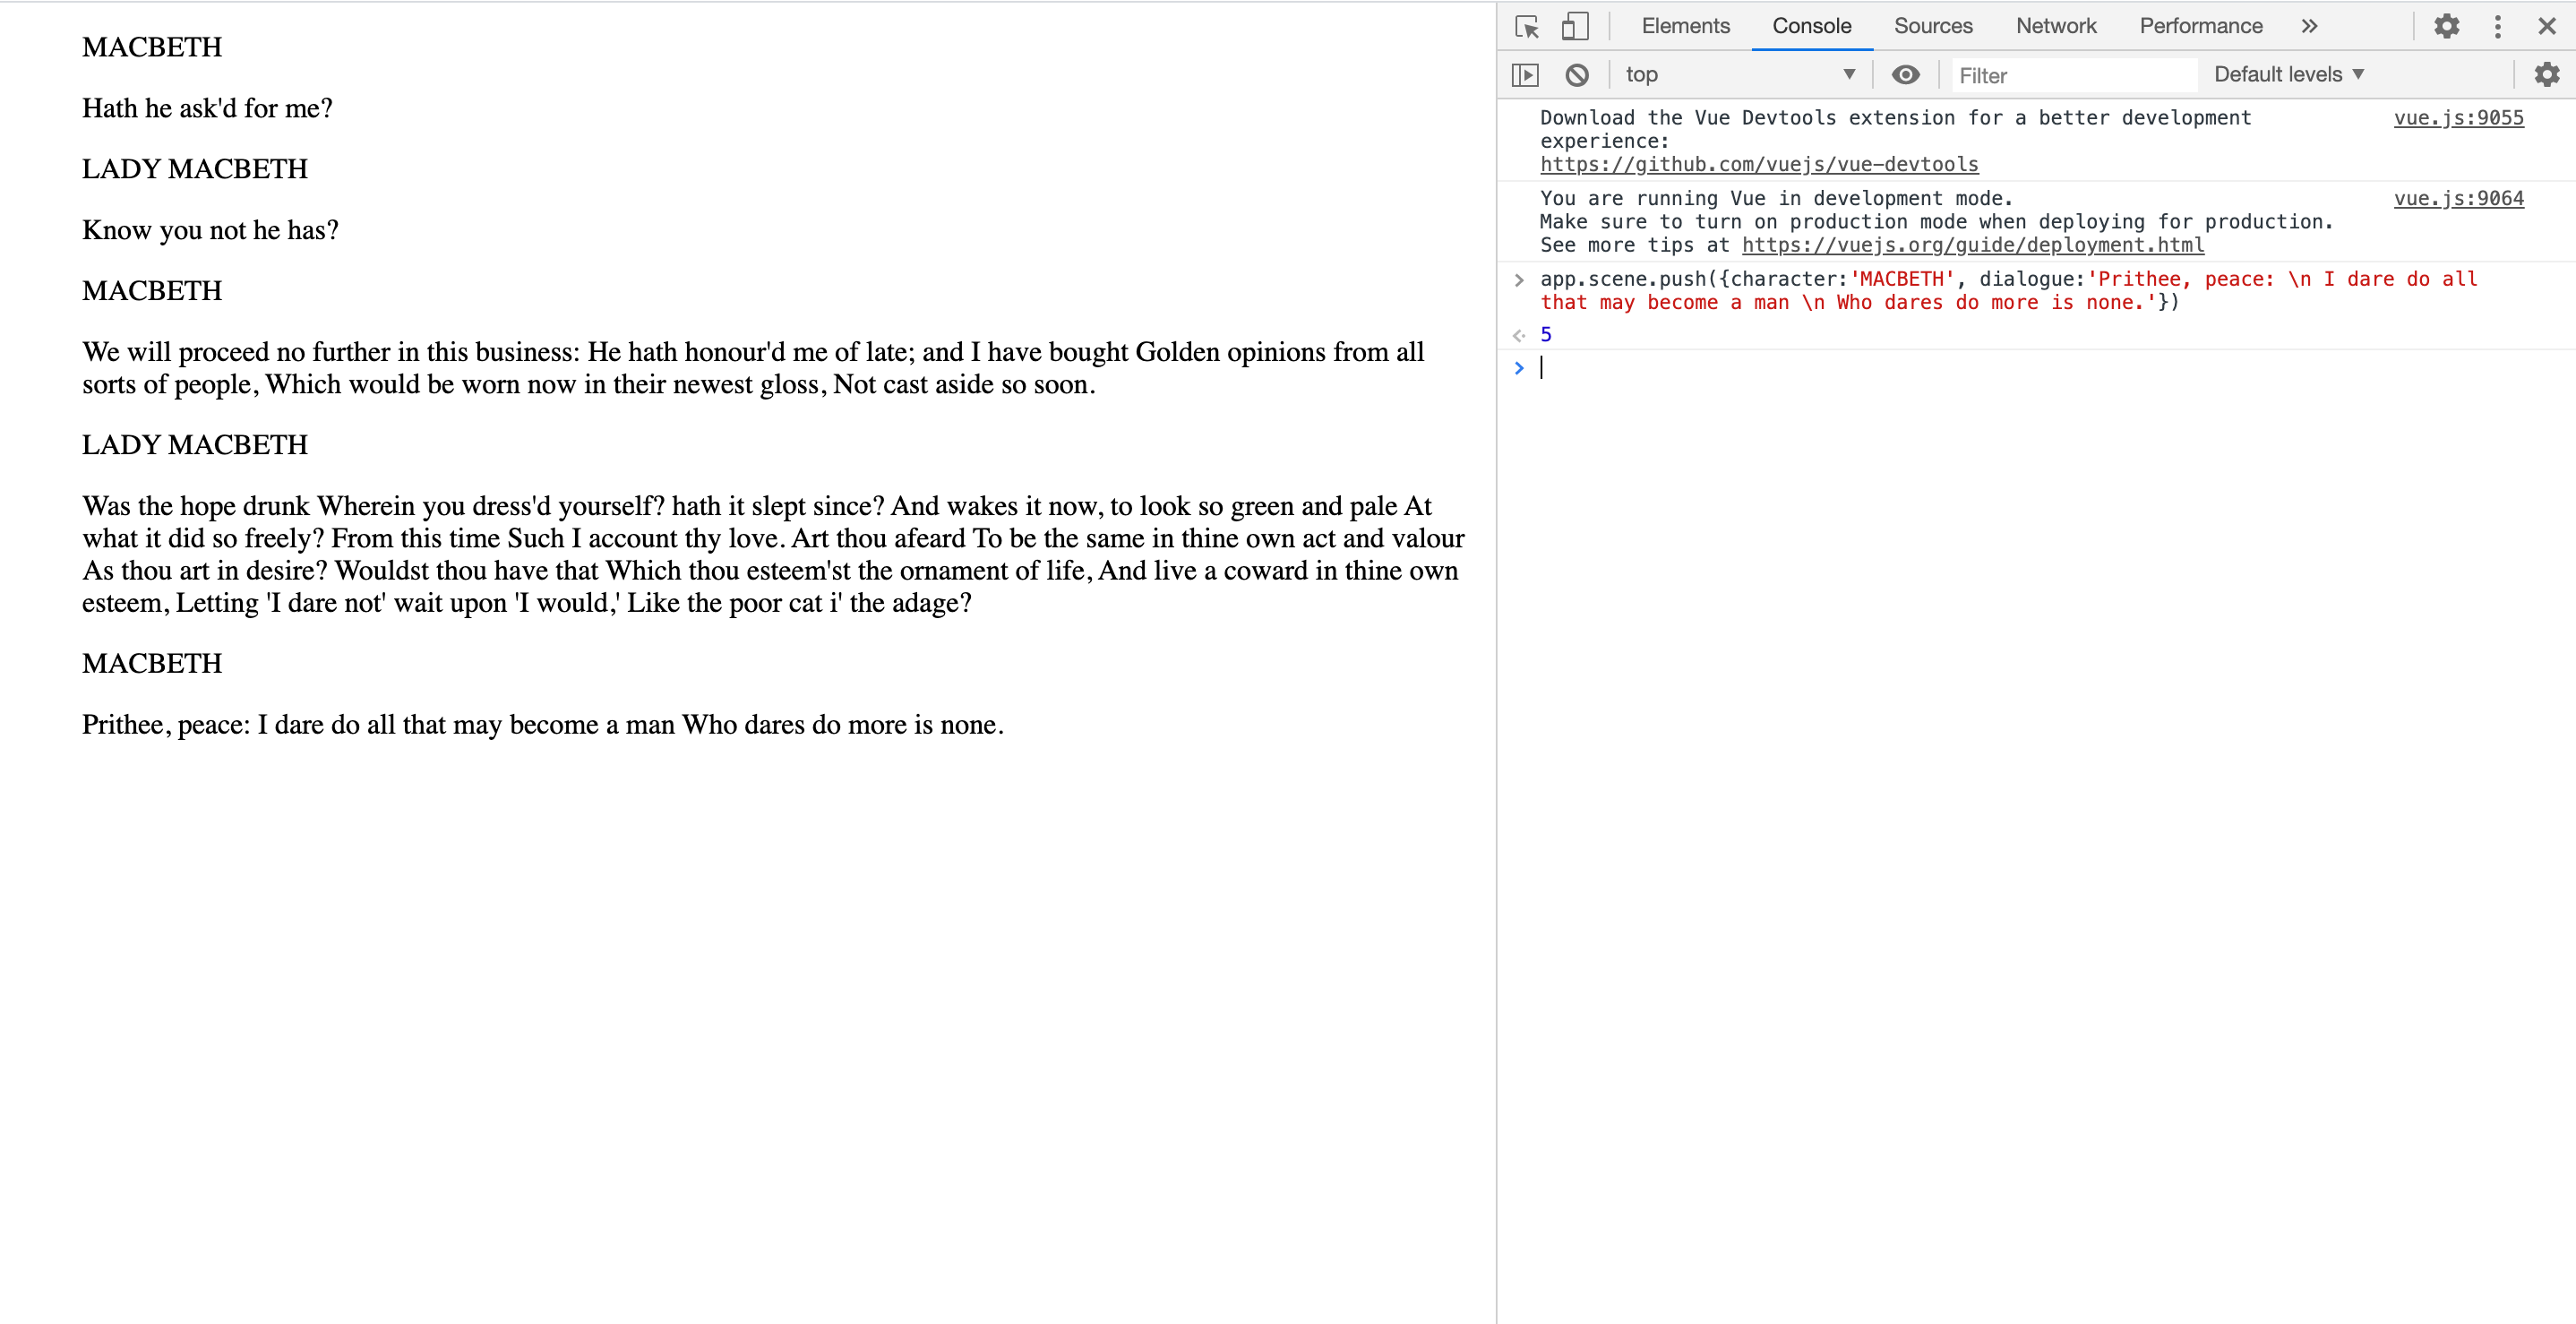 MACBETH
Hath he ask'd for me?
LADY MACBETH
Know you not he has?
MACBETH
We will proceed no further in this business: He hath honour'd me of late; and I have bought Golden opinions from all
sorts of people, Which would be worn now in their newest gloss, Not cast aside so soon.
LADY MACBETH
Was the hope drunk Wherein you dress'd yourself? hath it slept since? And wakes it now, to look so green and pale At
what it did so freely? From this time Such I account thy love. Art thou afeard To be the same in thine own act and valour
As thou art in desire? Wouldst thou have that Which thou esteem'st the ornament of life, And live a coward in thine own
esteem, Letting 'I dare not' wait upon 'I would,' Like the poor cat i' the adage?
MACBETH
Prithee, peace: I dare do all that may become a man Who dares do more is none.
Elements Console Sources Network Performance »
top Filter Default levels
Download the Vue Devtools extension for a better development vue.js:9055
experience:
https://github.com/vuejs/vue-devtools
You are running Vue in development mode. vue.js:9064
Make sure to turn on production mode when deploying for production.
See more tips at https://vuejs.org/guide/deployment.html
> app.scene.push({character:'MACBETH', dialogue:'Prithee, peace: \n I dare do all
that may become a man \n Who dares do more is none.'})
5
>